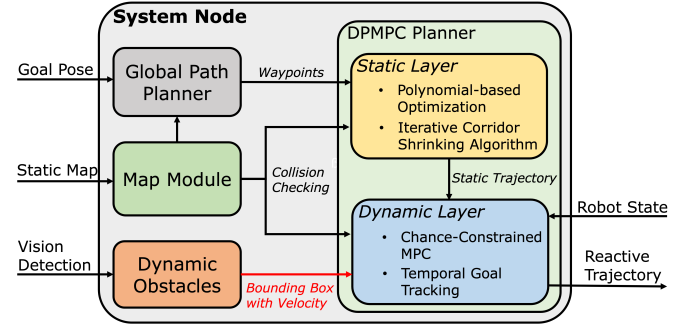 System Node
DPMPC Planner
Goal Pose
Global Path
Planner
Waypoints
Static Layer
• Polynomial-based
Optimization
• Iterative Corridor
Shrinking Algorithm
Static Map
Map Module
Collision
Checking
Static Trajectory
Dynamic Layer
• Chance-Constrained
MPC
• Temporal Goal
Tracking
Robot State
Vision
Detection
Dynamic
Obstacles
Bounding Box
with Velocity
Reactive
Trajectory